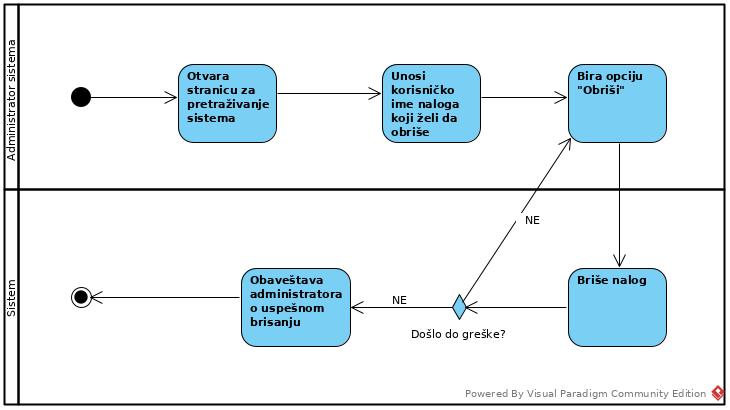 Administrator sistema
Otvara
stranicu za
pretraživanje
sistema
Unosi
korisničko
ime naloga
koji želi da
obriše
Bira opciju
"Obriši"
NE
Sistem
Obaveštava
administratora
o uspešnom
brisanju
NE
Došlo do greške?
Briše nalog
Powered By Visual Paradigm Community Edition